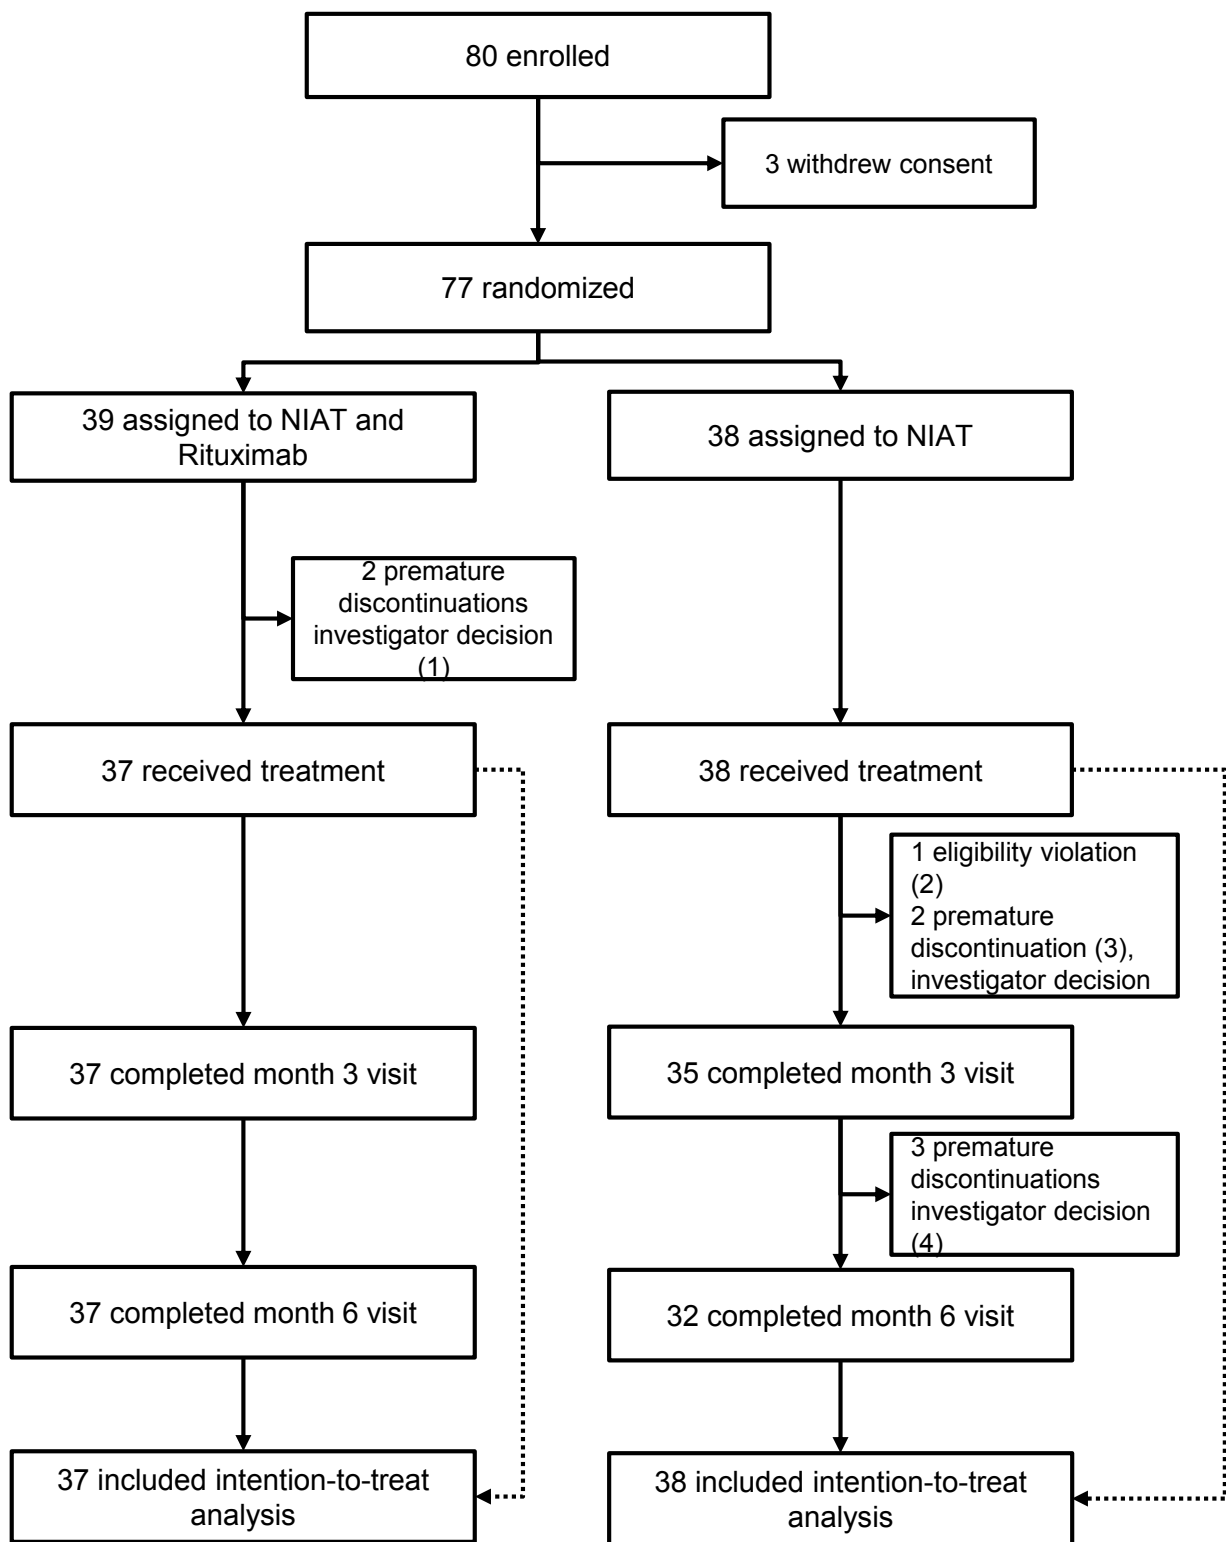 80 enrolled
3 withdrew consent
77 randomized
39 assigned to NIAT and
Rituximab
38 assigned to NIAT
2 premature
discontinuations
investigator decision
(1)
37 received treatment
38 received treatment
1 eligibility violation
(2)
2 premature
discontinuation (3),
investigator decision
37 completed month 3 visit
35 completed month 3 visit
3 premature
discontinuations
investigator decision
(4)
37 completed month 6 visit
32 completed month 6 visit
37 included intention-to-treat
analysis
38 included intention-to-treat
analysis